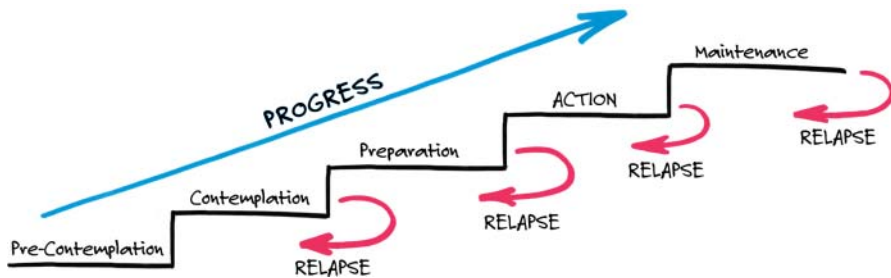 Maintenance
PROGRESS
ACTION
RELAPSE
Preparation
RELAPSE
Contemplation
RELAPSE
Pre-Contemplation
RELAPSE